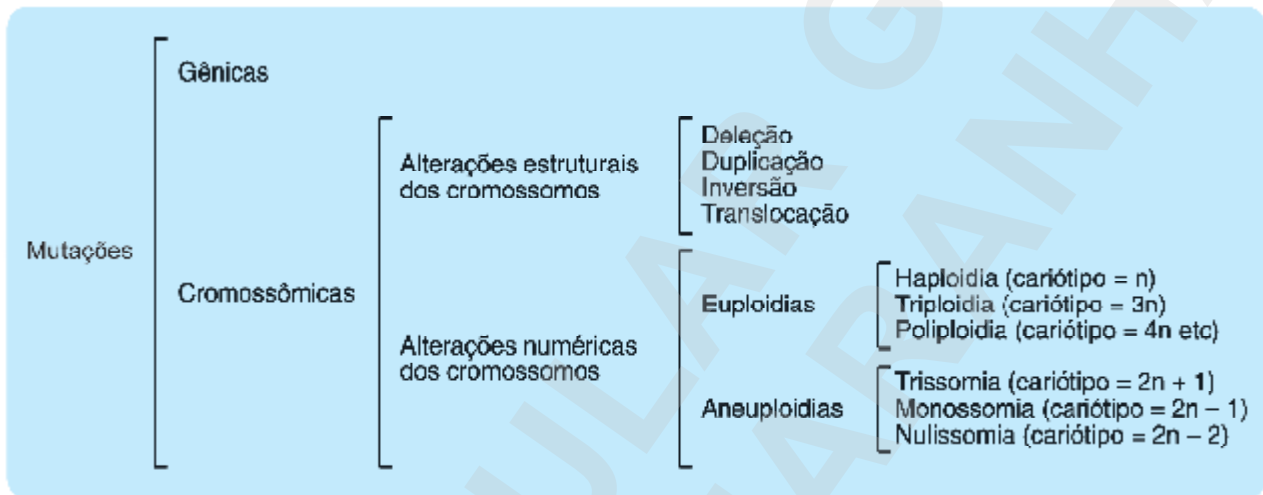 Mutações
Gênicas
Cromossômicas
Alterações estruturais
dos cromossomos
Deleção
Duplicação
Inversão
Translocação
Alterações numéricas
dos cromossomos
Euploidias
Haploidia (cariótipo = n)
Triploidia (cariótipo = 3n)
Poliploidia (cariótipo = 4n etc)
Aneuploidias
Trissomia (cariótipo = 2n + 1)
Monossomia (cariótipo = 2n – 1)
Nulissomia (cariótipo = 2n – 2)